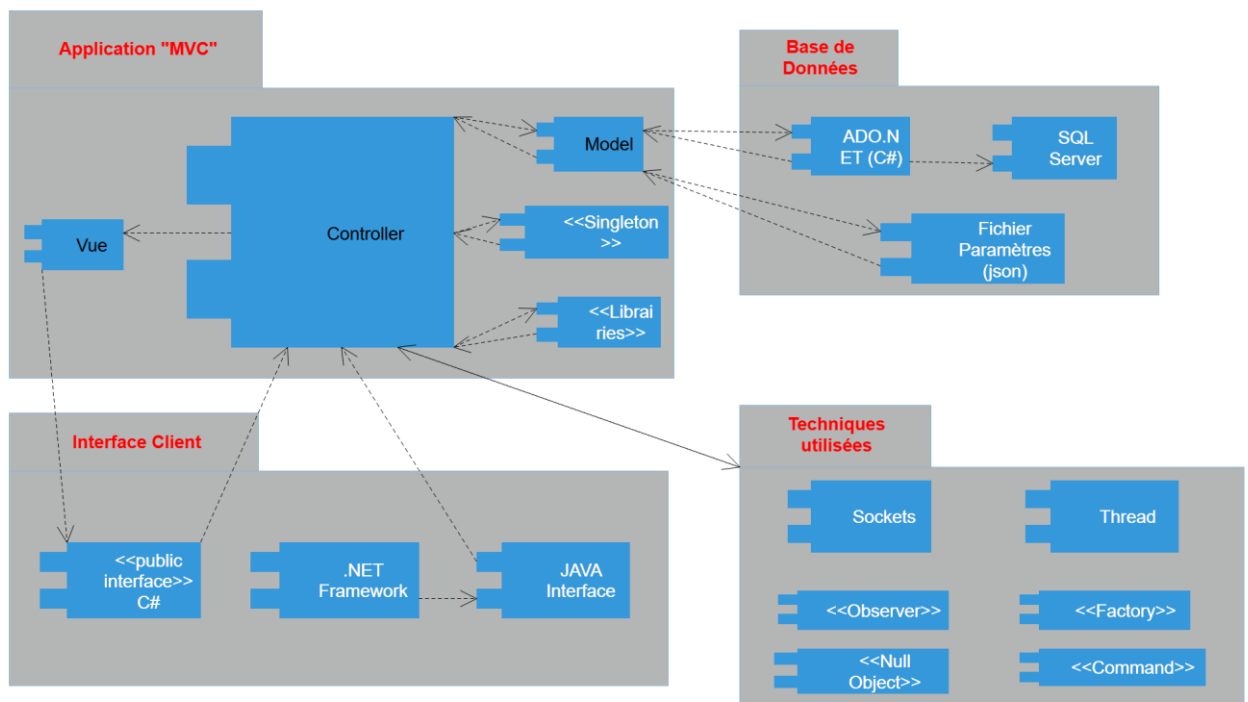 Application "MVC"
Model
Controller
<<Singleton
>>
Vue
<<Librai
ries>>
Base de
Données
ADO.N
ET (C#)
SQL
Server
Fichier
Paramètres
(json)
Interface Client
<<public
interface>>
C#
.NET
Framework
JAVA
Interface
Techniques
utilisées
Sockets
Thread
<<Observer>>
<<Factory>>
<<Null
Object>>
<<Command>>